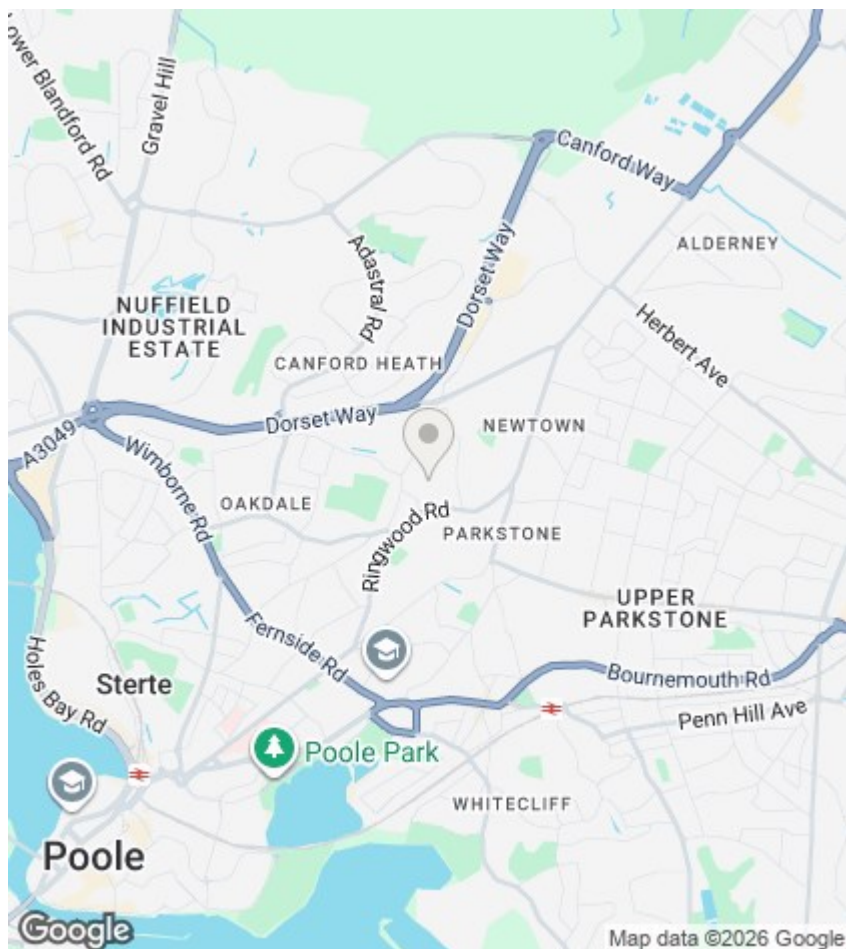 Lower Blandford Rd
Gravel Hill
Canford Way
ALDERNEY
Adastral Rd
Dorset Way
NUFFIELD
INDUSTRIAL
ESTATE
Herbert Ave
CANFORD HEATH
Dorset Way
NEWTOWN
A3049
Wimborne Rd
OAKDALE
Ringwood Rd
PARKSTONE
UPPER
PARKSTONE
Fernside Rd
Holes Bay Rd
Sterte
Bournemouth Rd
Penn Hill Ave
Poole Park
WHITECLIFF
Poole
Google
Map data ©2026 Google